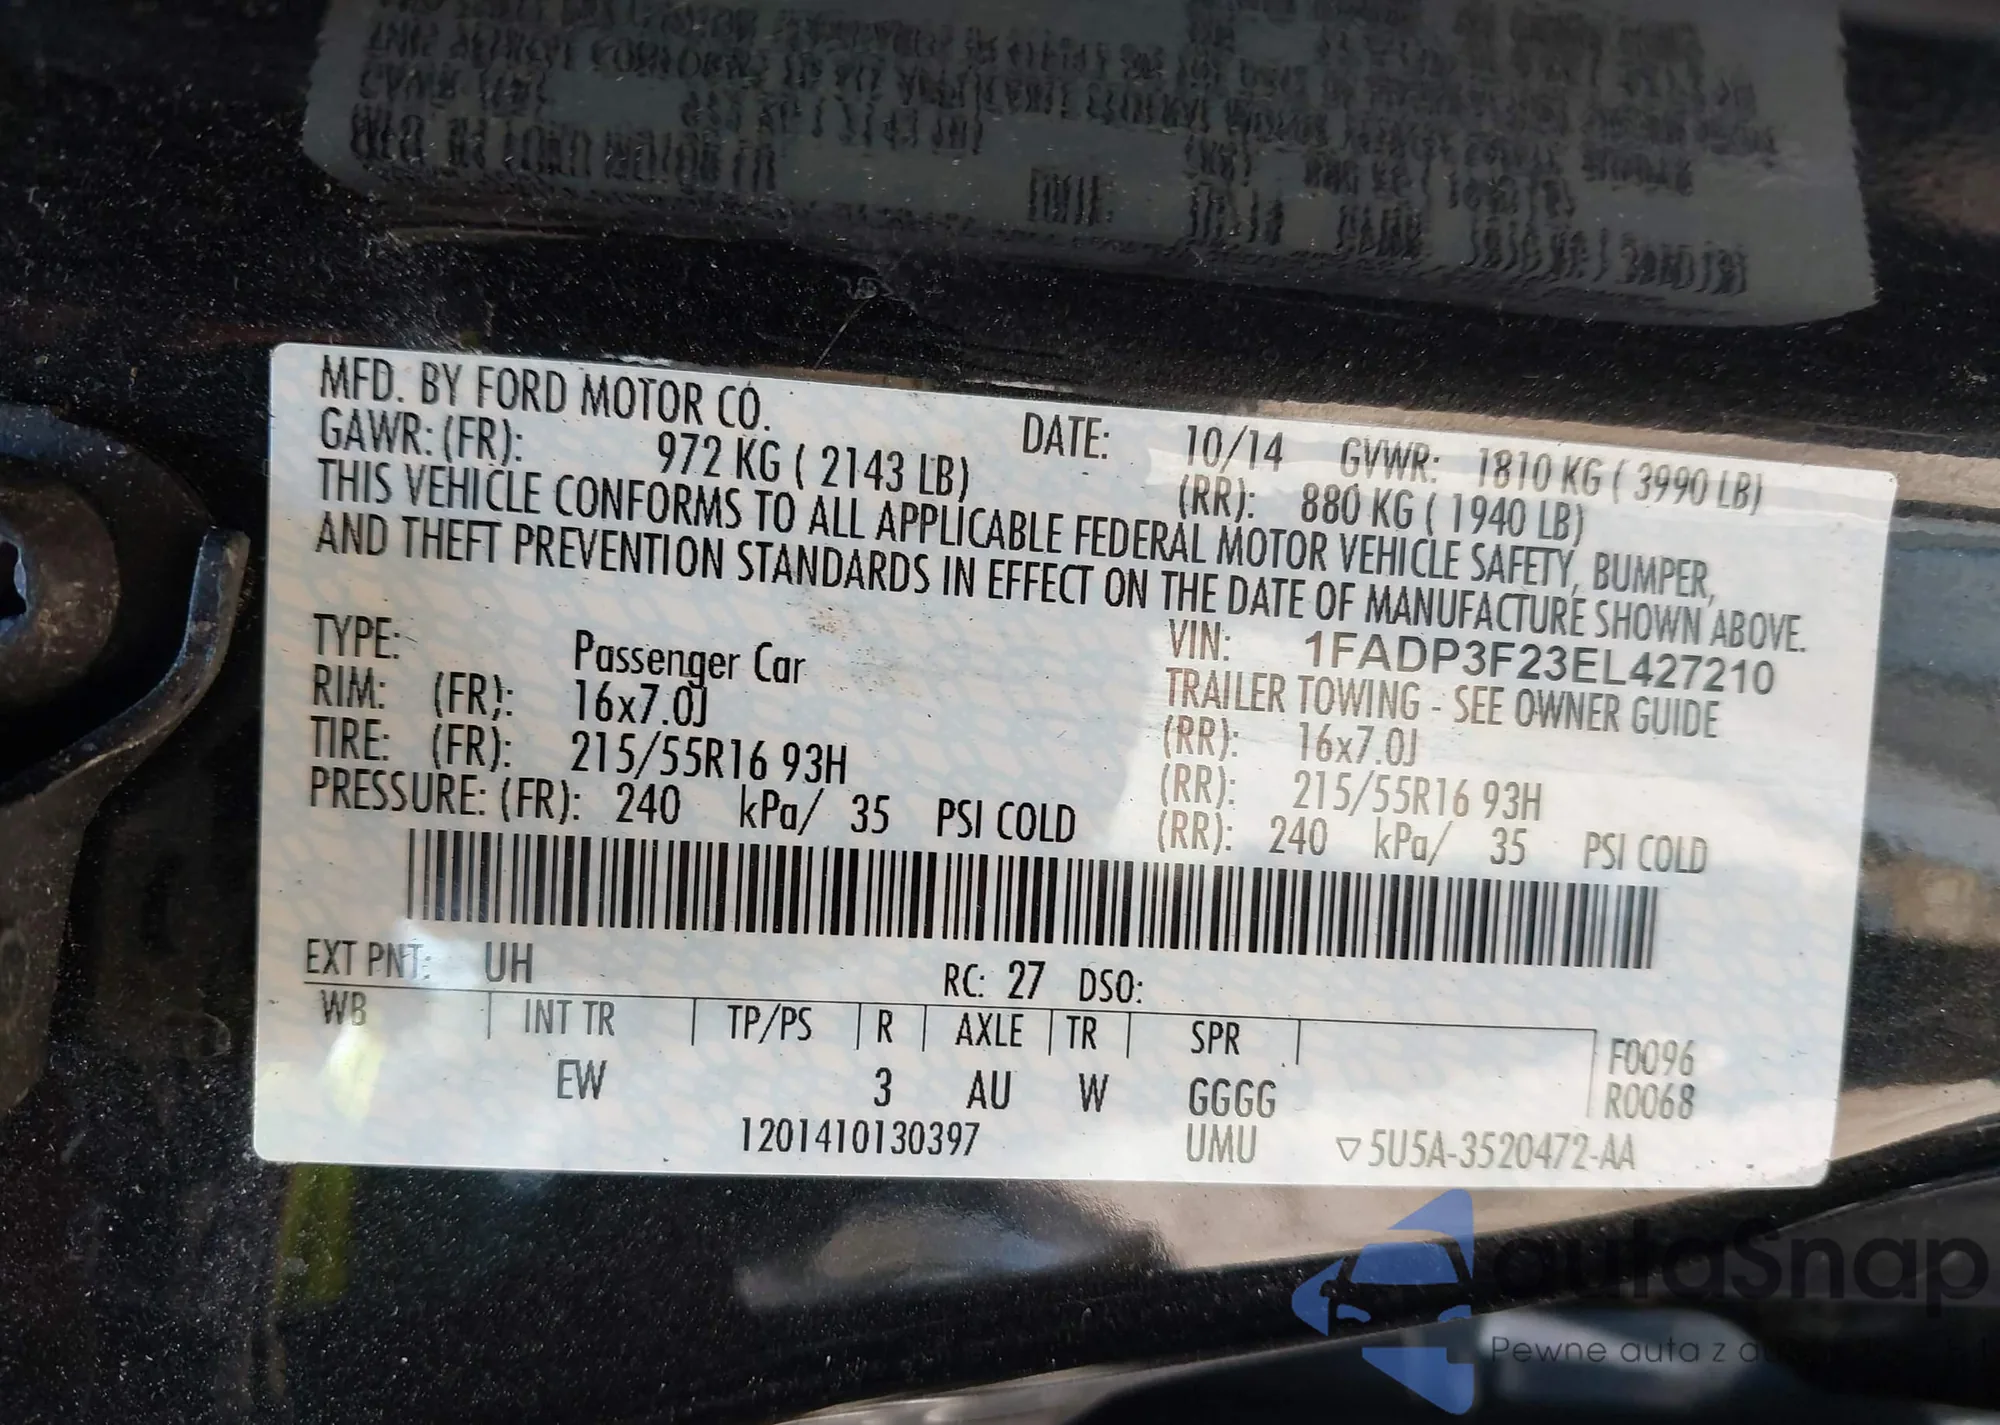 MFD. BY FORD MOTOR CO. DATE: 10/14 GVWR: 1810 KG ( 3990 LB)
GAWR: (FR): 972 KG ( 2143 LB) (RR): 880 KG ( 1940 LB)
THIS VEHICLE CONFORMS TO ALL APPLICABLE FEDERAL MOTOR VEHICLE SAFETY, BUMPER,
AND THEFT PREVENTION STANDARDS IN EFFECT ON THE DATE OF MANUFACTURE SHOWN ABOVE.
VIN: 1FADP3F23EL427210
TYPE: Passenger Car TRAILER TOWING - SEE OWNER GUIDE
RIM: (FR): 16x7.0J (RR): 16x7.0J
TIRE: (FR): 215/55R16 93H (RR): 215/55R16 93H
PRESSURE: (FR): 240 kPa/ 35 PSI COLD (RR): 240 kPa/ 35 PSI COLD
EXT PNT: UH RC: 27 DSO:
WB INT TR TP/PS R AXLE TR SPR F0096
EW 3 AU W GGGG R0068
1201410130397 UMU ▽5U5A-3520472-AA
autaSnap
Pewne auta z